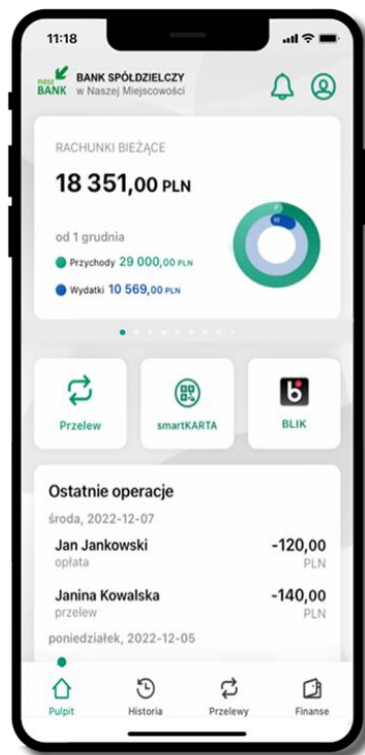 11:18
nasz BANK
BANK SPÓŁDZIELCZY
w Naszej Miejscowości
RACHUNKI BIEŻĄCE
18 351,00 PLN
od 1 grudnia
Przychody 29 000,00 PLN
Wydatki 10 569,00 PLN
P
W
Przelew
smartKARTA
BLIK
Ostatnie operacje
środa, 2022-12-07
Jan Jankowski -120,00
opłata PLN
Janina Kowalska -140,00
przelew PLN
poniedziałek, 2022-12-05
Pulpit
Historia
Przelewy
Finanse